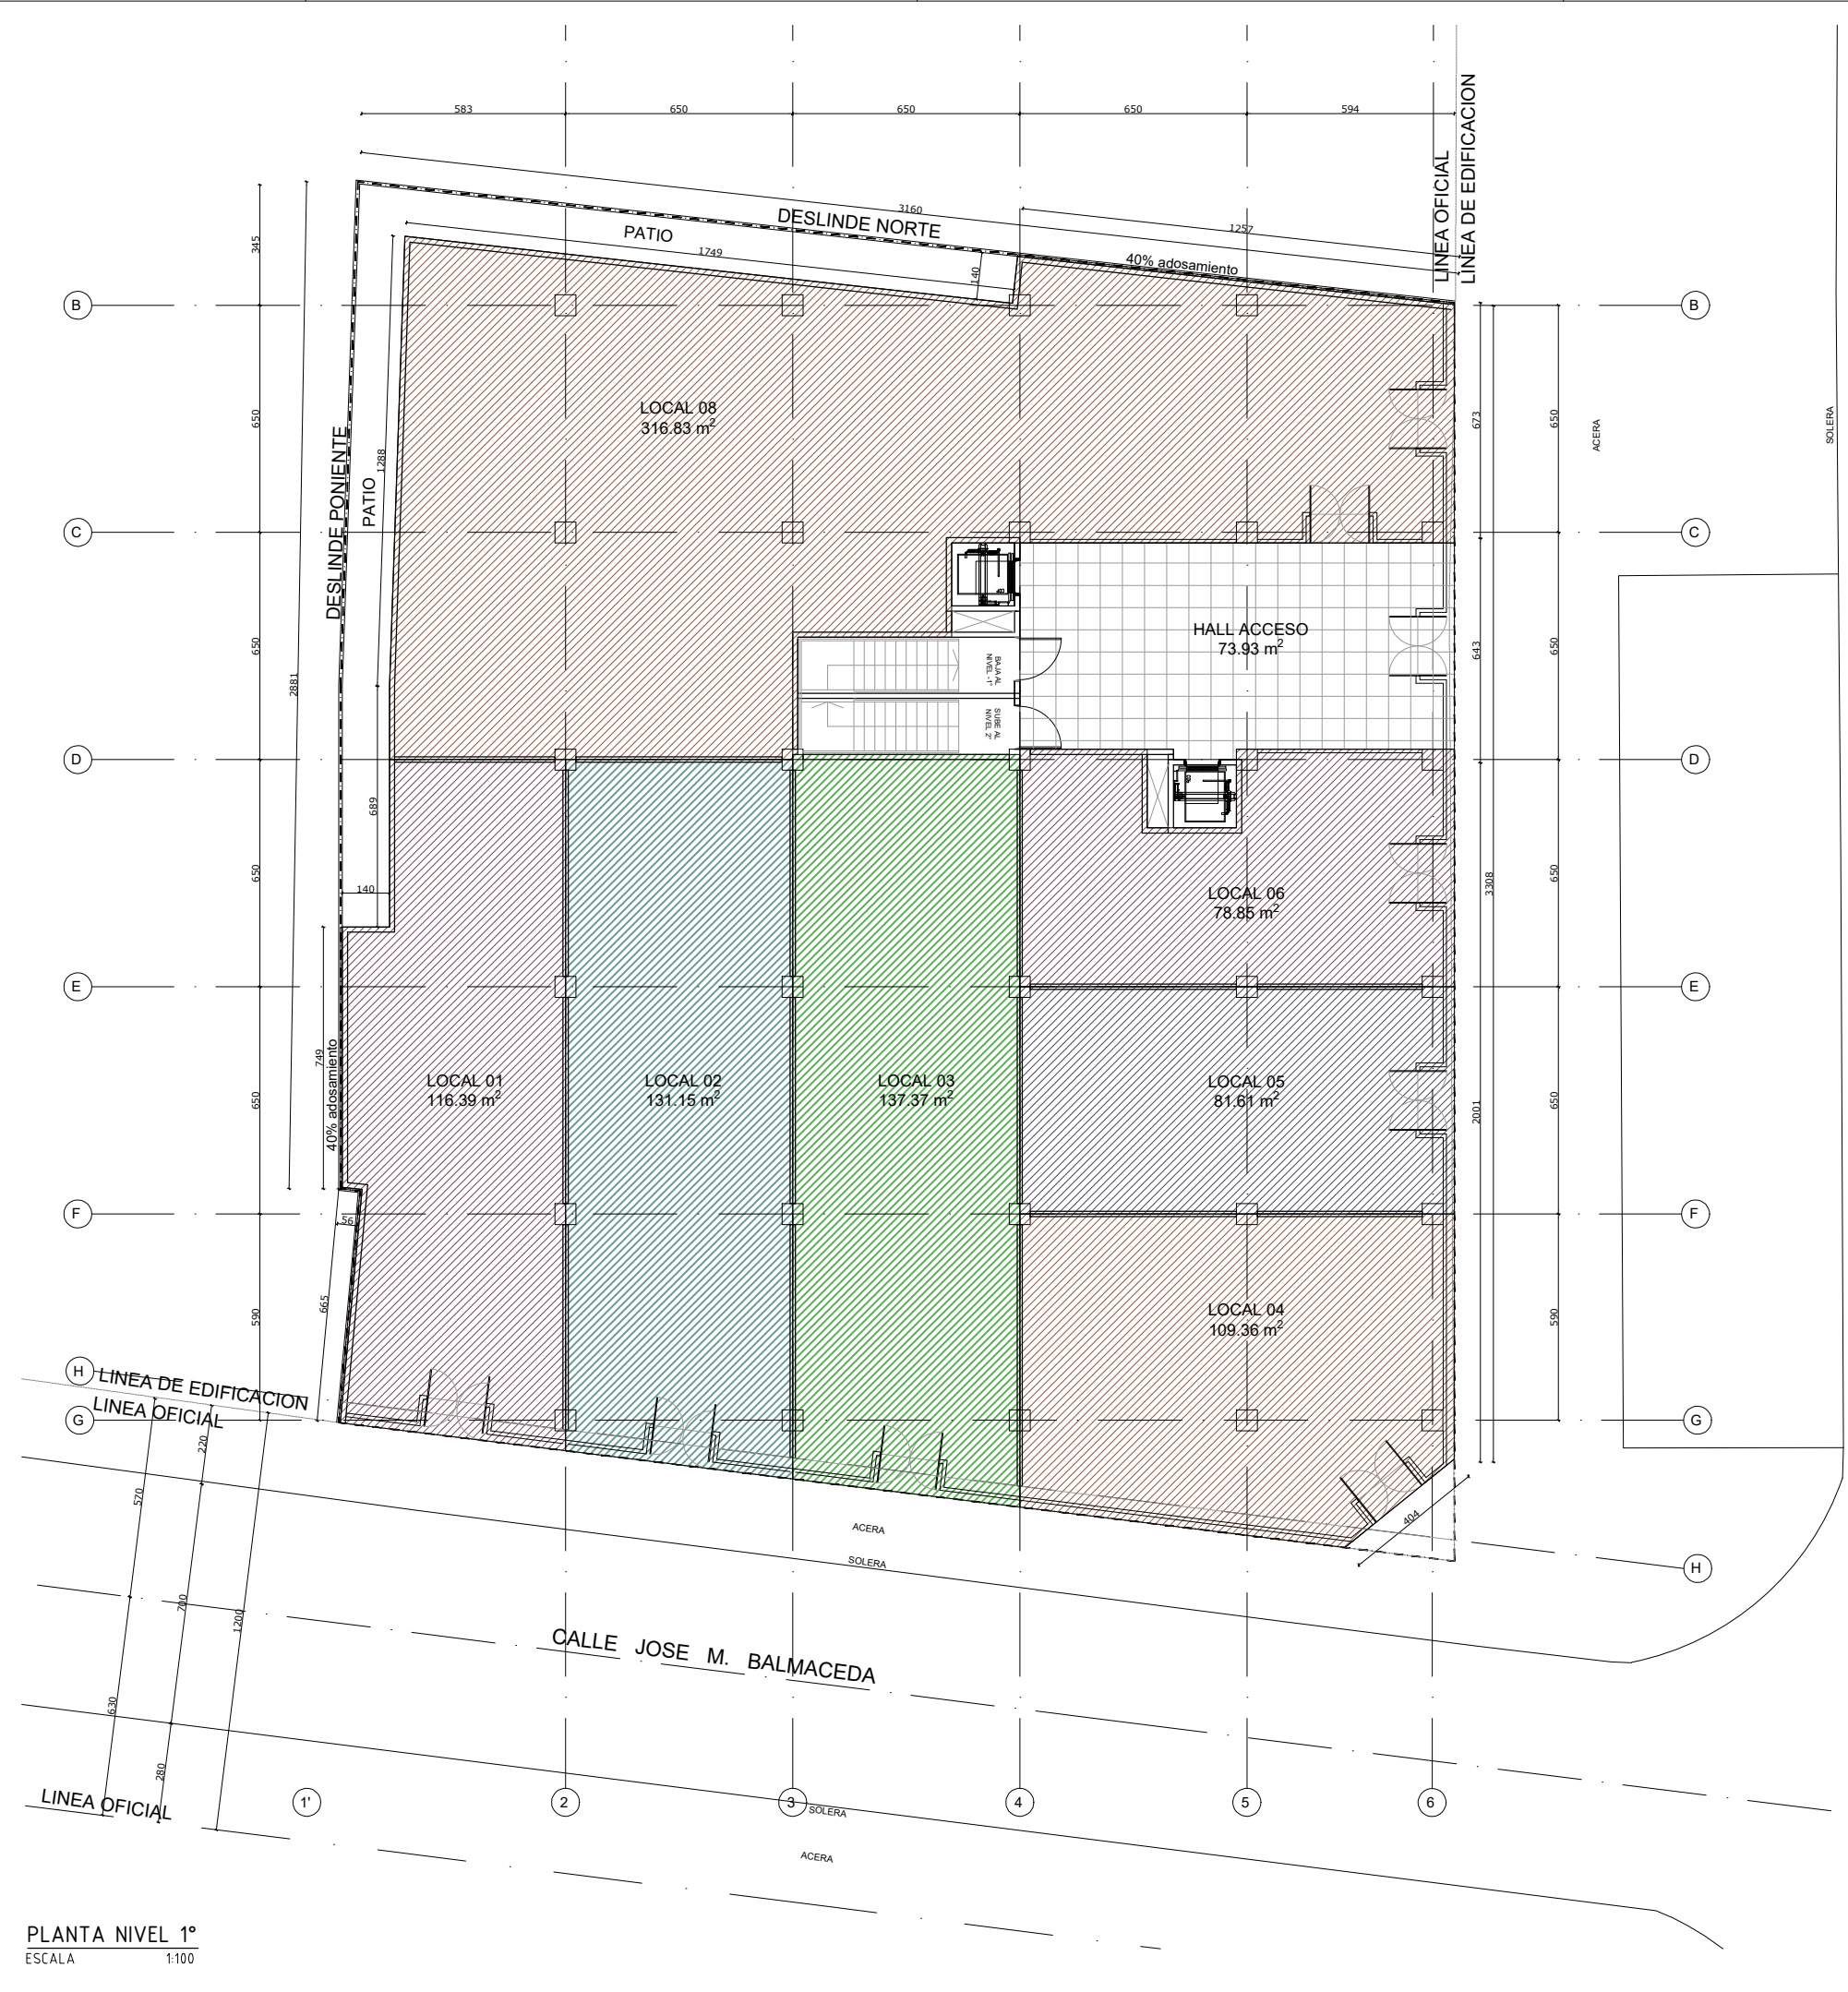 583
650
650
650
594
LINEA OFICIAL
LINEA DE EDIFICACION
3160
DESLINDE NORTE
1257
PATIO
1749
140
40% adosamiento
345
B
B
650
LOCAL 08
316.83 m²
673
650
ACERA
SOLERA
DESLINDE PONIENTE
PATIO
1288
C
C
650
2881
HALL ACCESO
73.93 m²
643
650
BAJA AL
NIVEL -1°
SUBE AL
NIVEL 2°
D
D
689
650
140
LOCAL 06
78.85 m²
3308
650
E
E
749
40% adosamiento
650
LOCAL 01
116.39 m²
LOCAL 02
131.15 m²
LOCAL 03
137.37 m²
LOCAL 05
81.61 m²
2001
650
F
F
56
665
590
LOCAL 04
109.36 m²
590
H
LINEA DE EDIFICACION
G
LINEA OFICIAL
G
220
570
404
ACERA
SOLERA
H
700
1200
CALLE JOSE M. BALMACEDA
630
280
LINEA OFICIAL
1'
2
3
4
5
6
SOLERA
ACERA
PLANTA NIVEL 1°
ESCALA 1:100